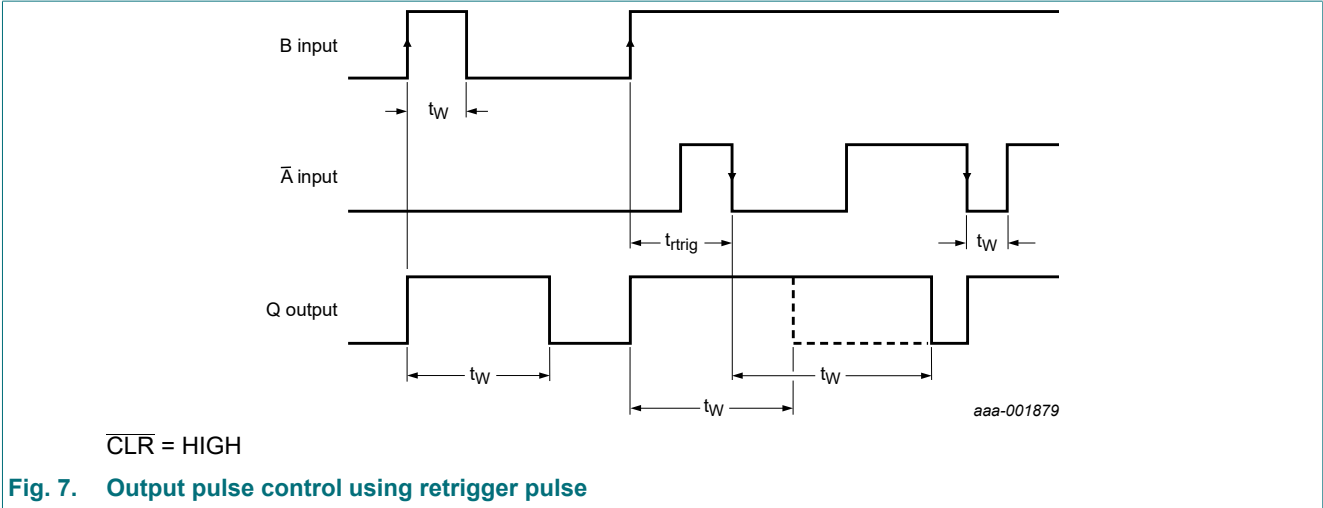 B input
tW
A̅ input
trtrig
tW
Q output
tW
tW
tW
aaa-001879
C̅L̅R̅ = HIGH
Fig. 7. Output pulse control using retrigger pulse